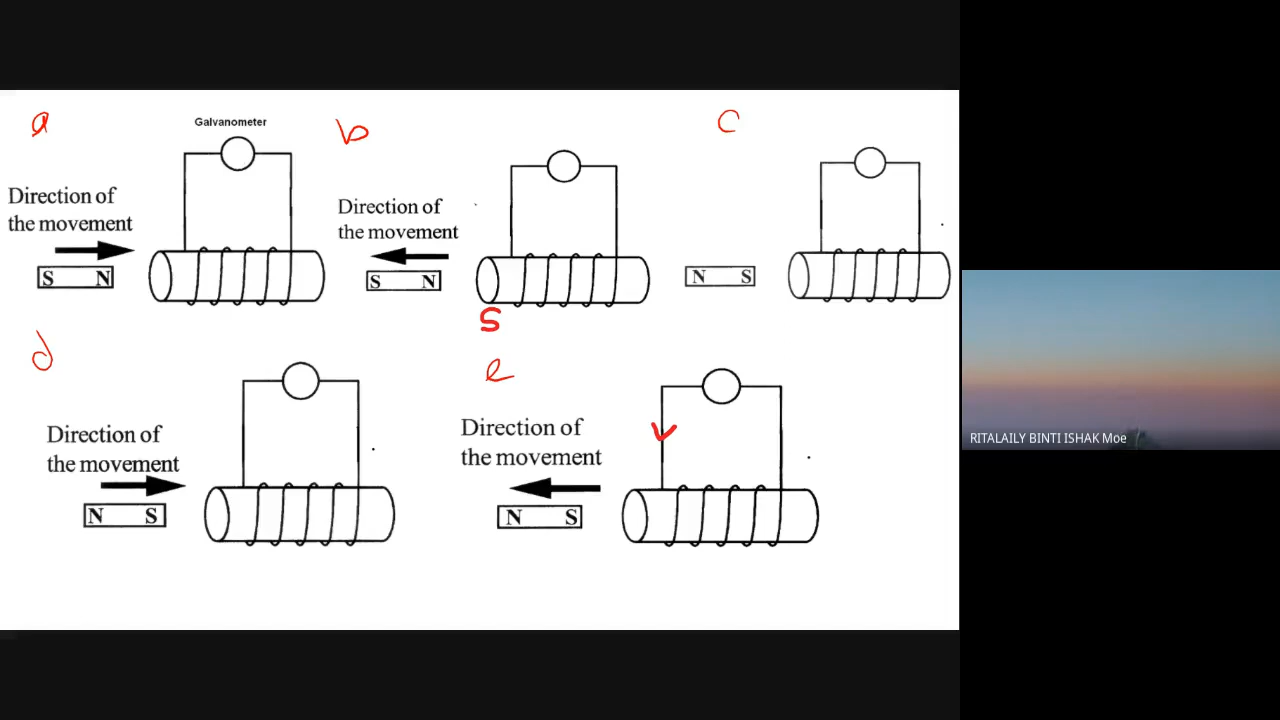 a
Galvanometer
Direction of
the movement
S N
b
Direction of
the movement
S N
S
c
N S
d
Direction of
the movement
N S
e
Direction of
the movement
N S
RITALAILY BINTI ISHAK Moe